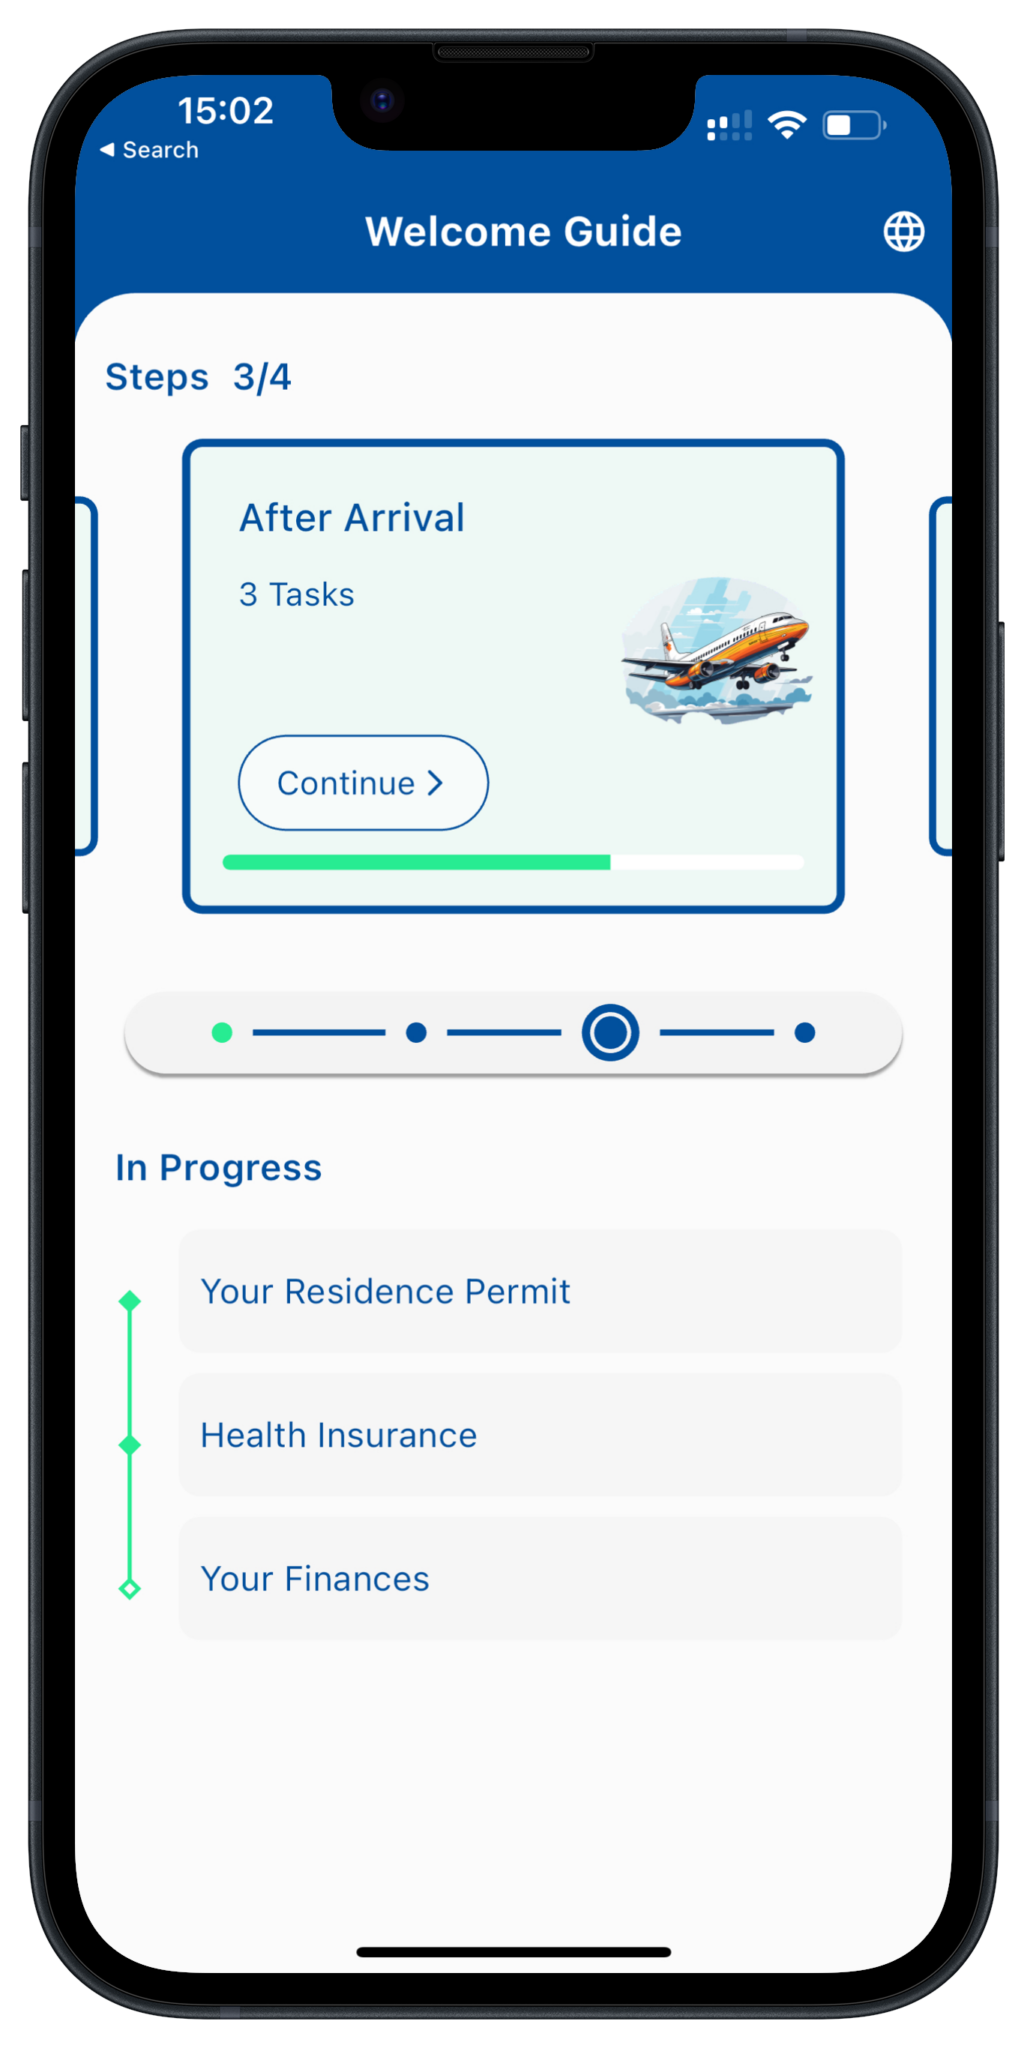 15:02
◀ Search
Welcome Guide
Steps 3/4
After Arrival
3 Tasks
Continue >
In Progress
Your Residence Permit
Health Insurance
Your Finances